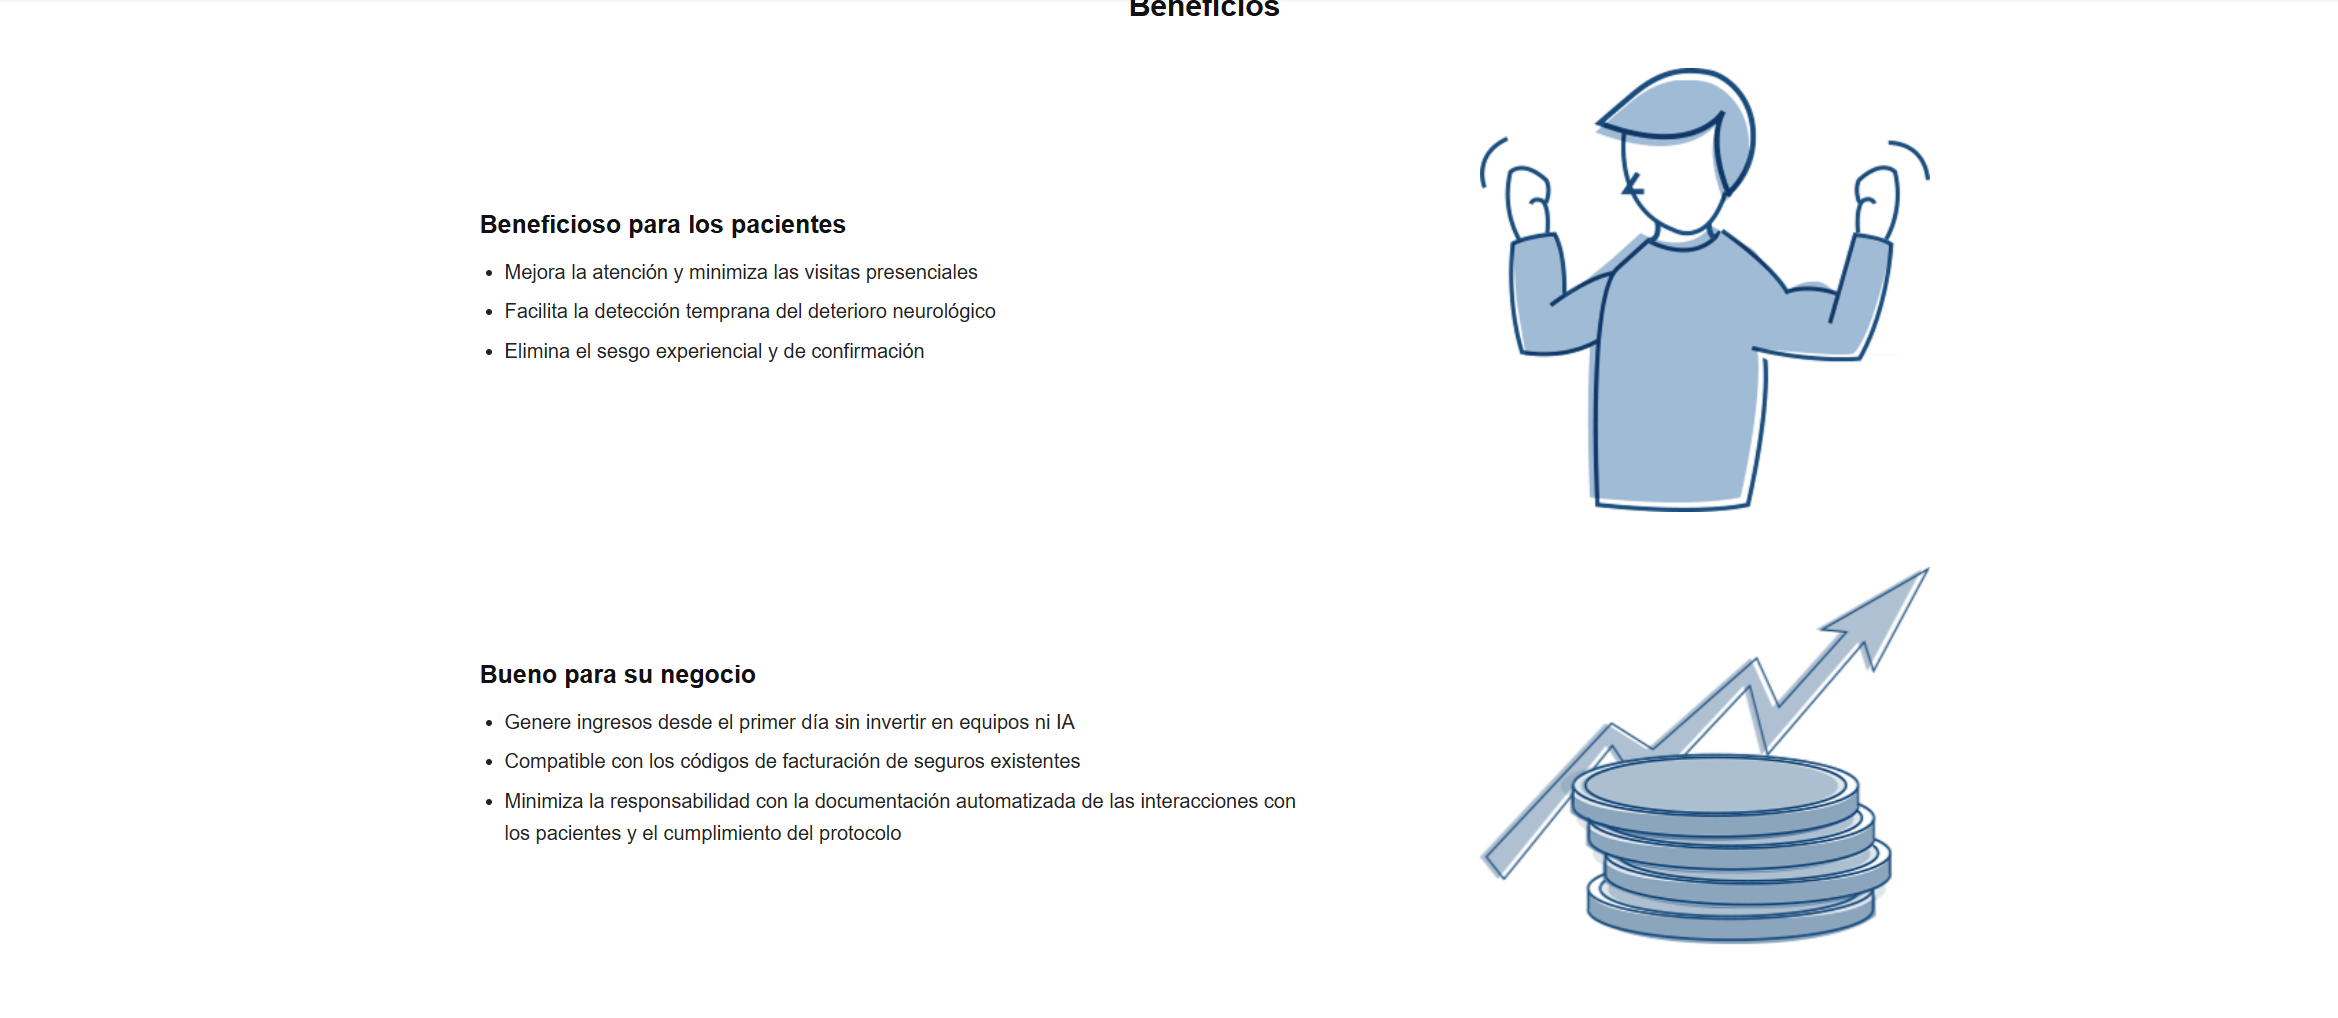 Beneficios
Beneficioso para los pacientes
Mejora la atención y minimiza las visitas presenciales
Facilita la detección temprana del deterioro neurológico
Elimina el sesgo experiencial y de confirmación
Bueno para su negocio
Genere ingresos desde el primer día sin invertir en equipos ni IA
Compatible con los códigos de facturación de seguros existentes
Minimiza la responsabilidad con la documentación automatizada de las interacciones con
los pacientes y el cumplimiento del protocolo